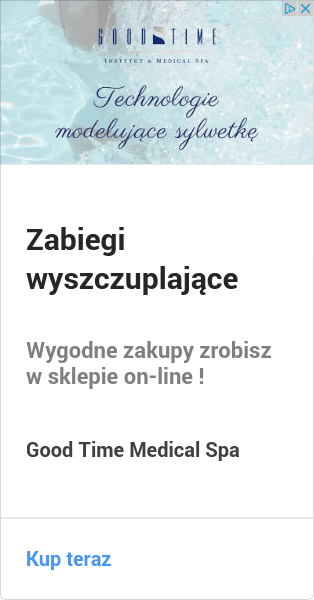 GOOD TIME
INSTYTUT & MEDICAL SPA
Technologie
modelujące sylwetkę
Zabiegi
wyszczuplające
Wygodne zakupy zrobisz
w sklepie on-line !
Good Time Medical Spa
Kup teraz